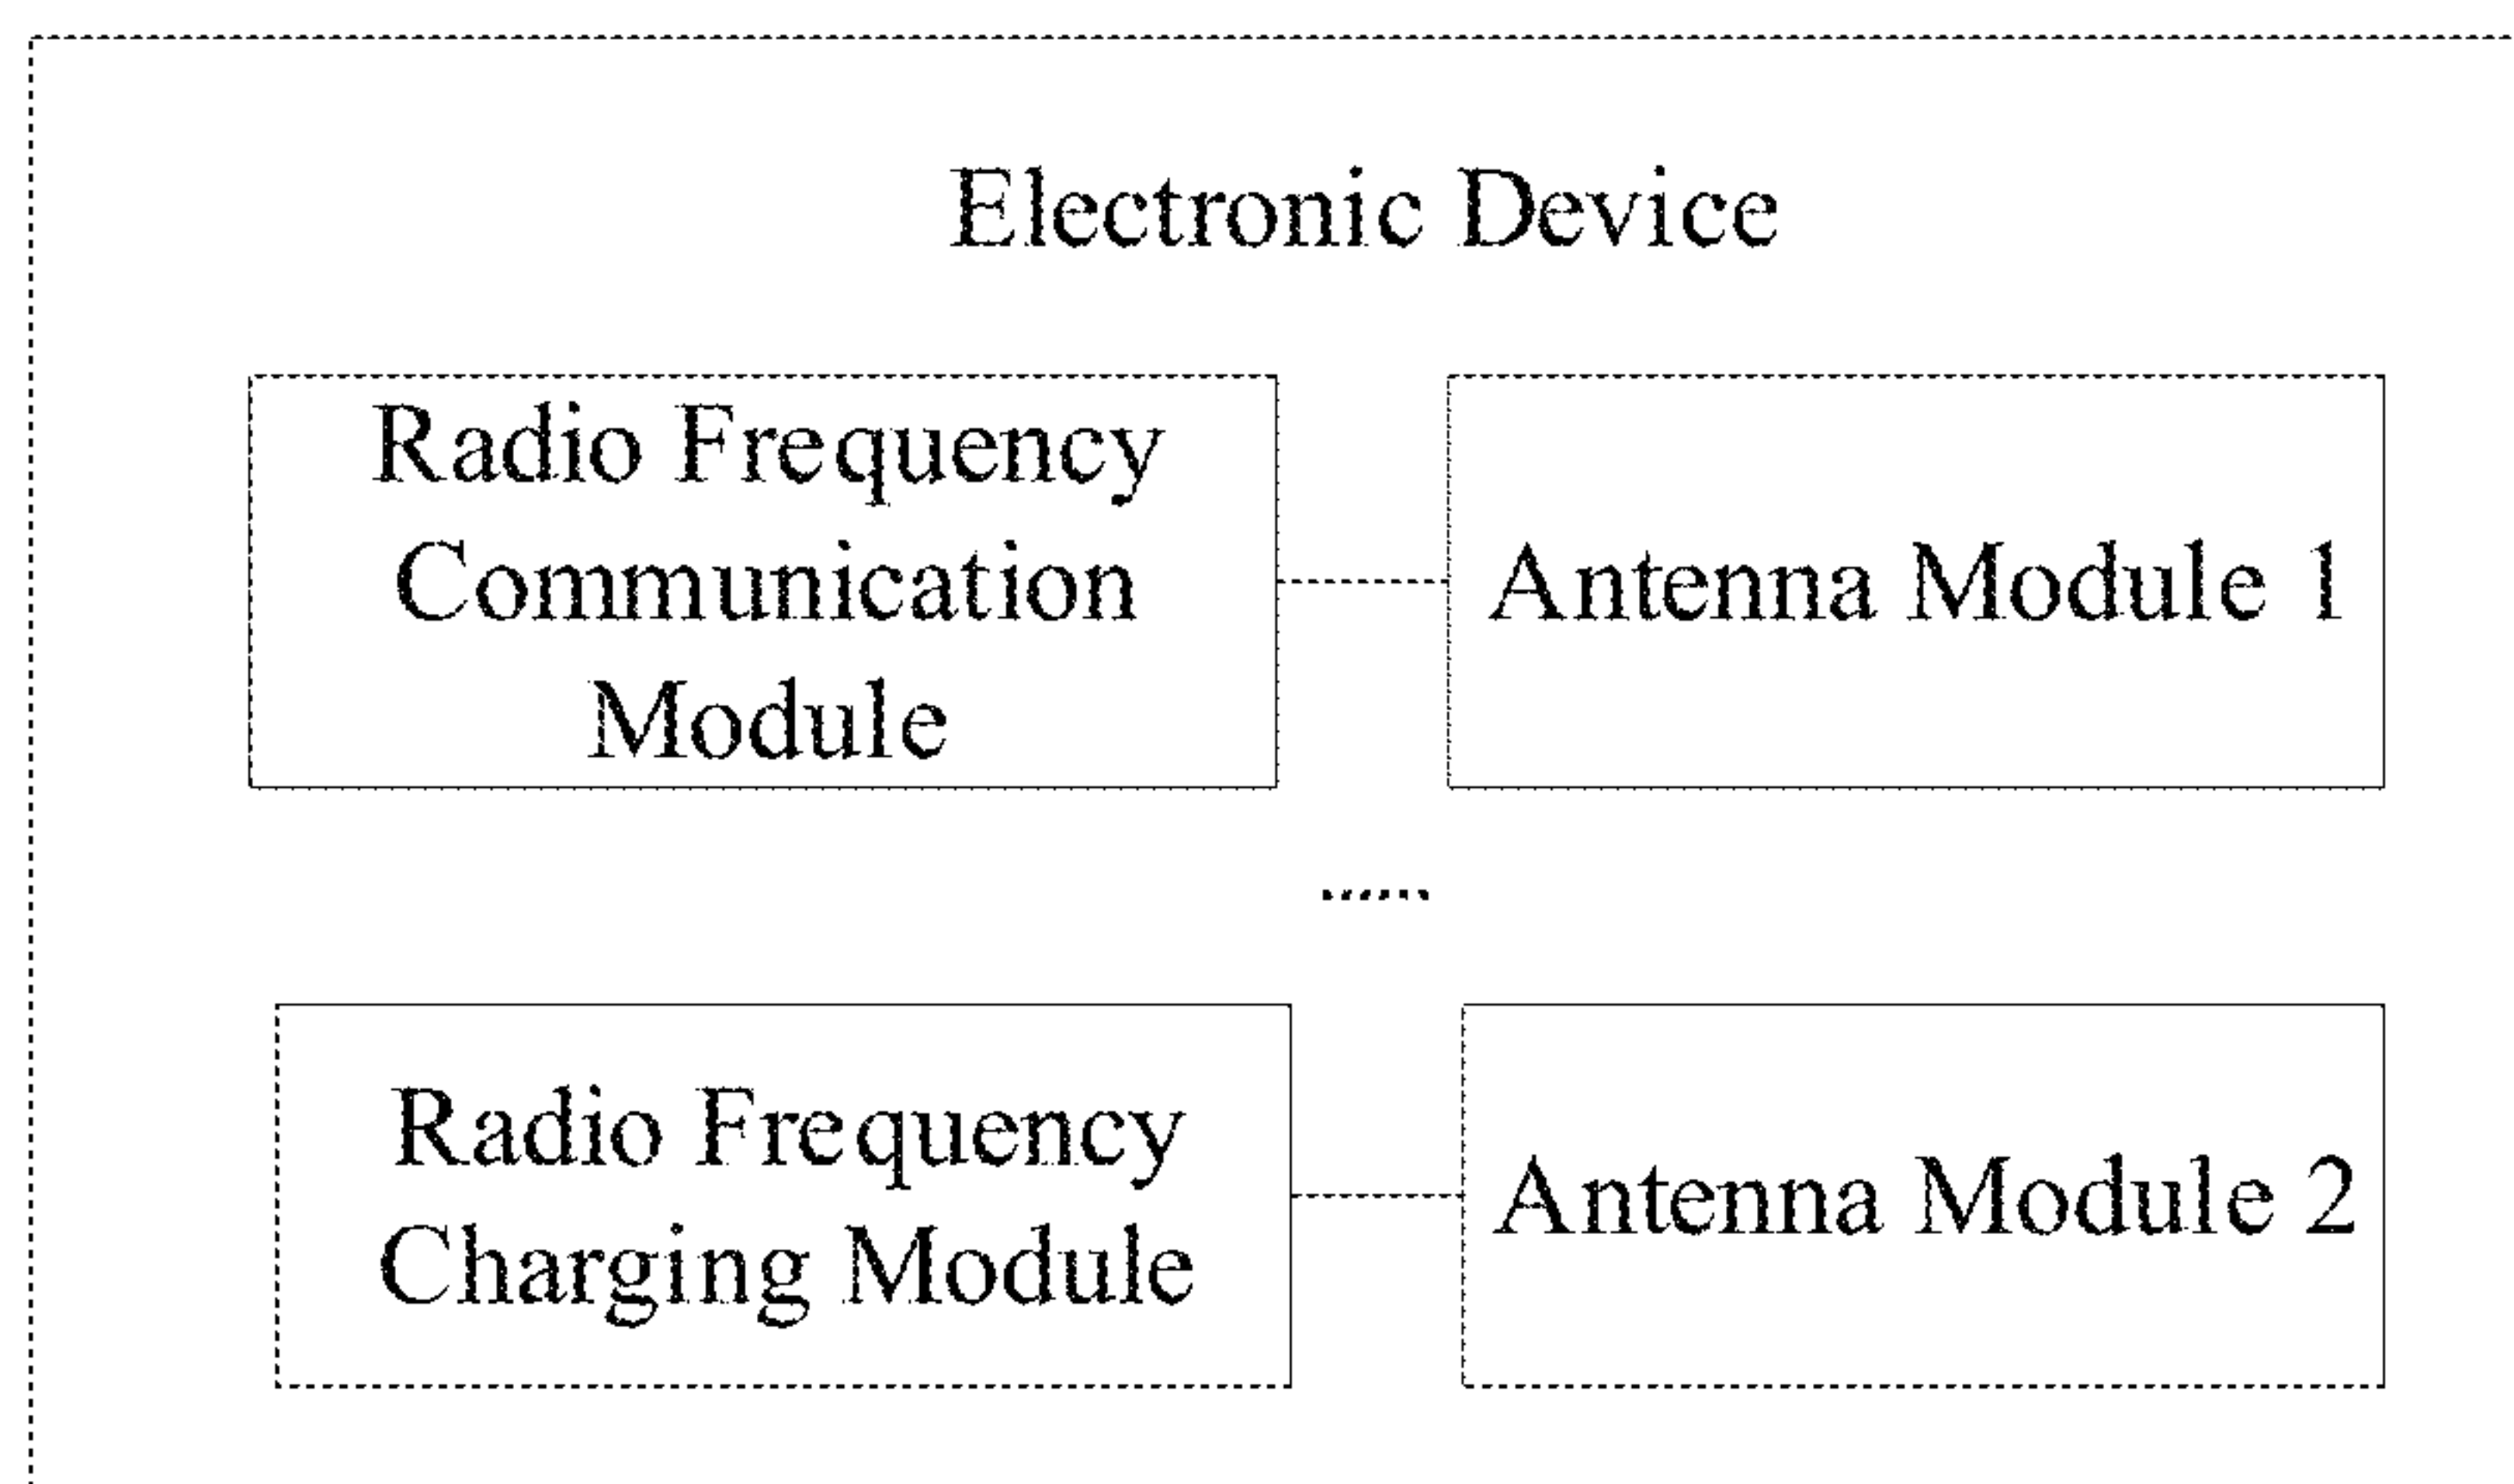 Electronic Device
Radio Frequency
Communication
Module
Antenna Module 1
......
Radio Frequency
Charging Module
Antenna Module 2